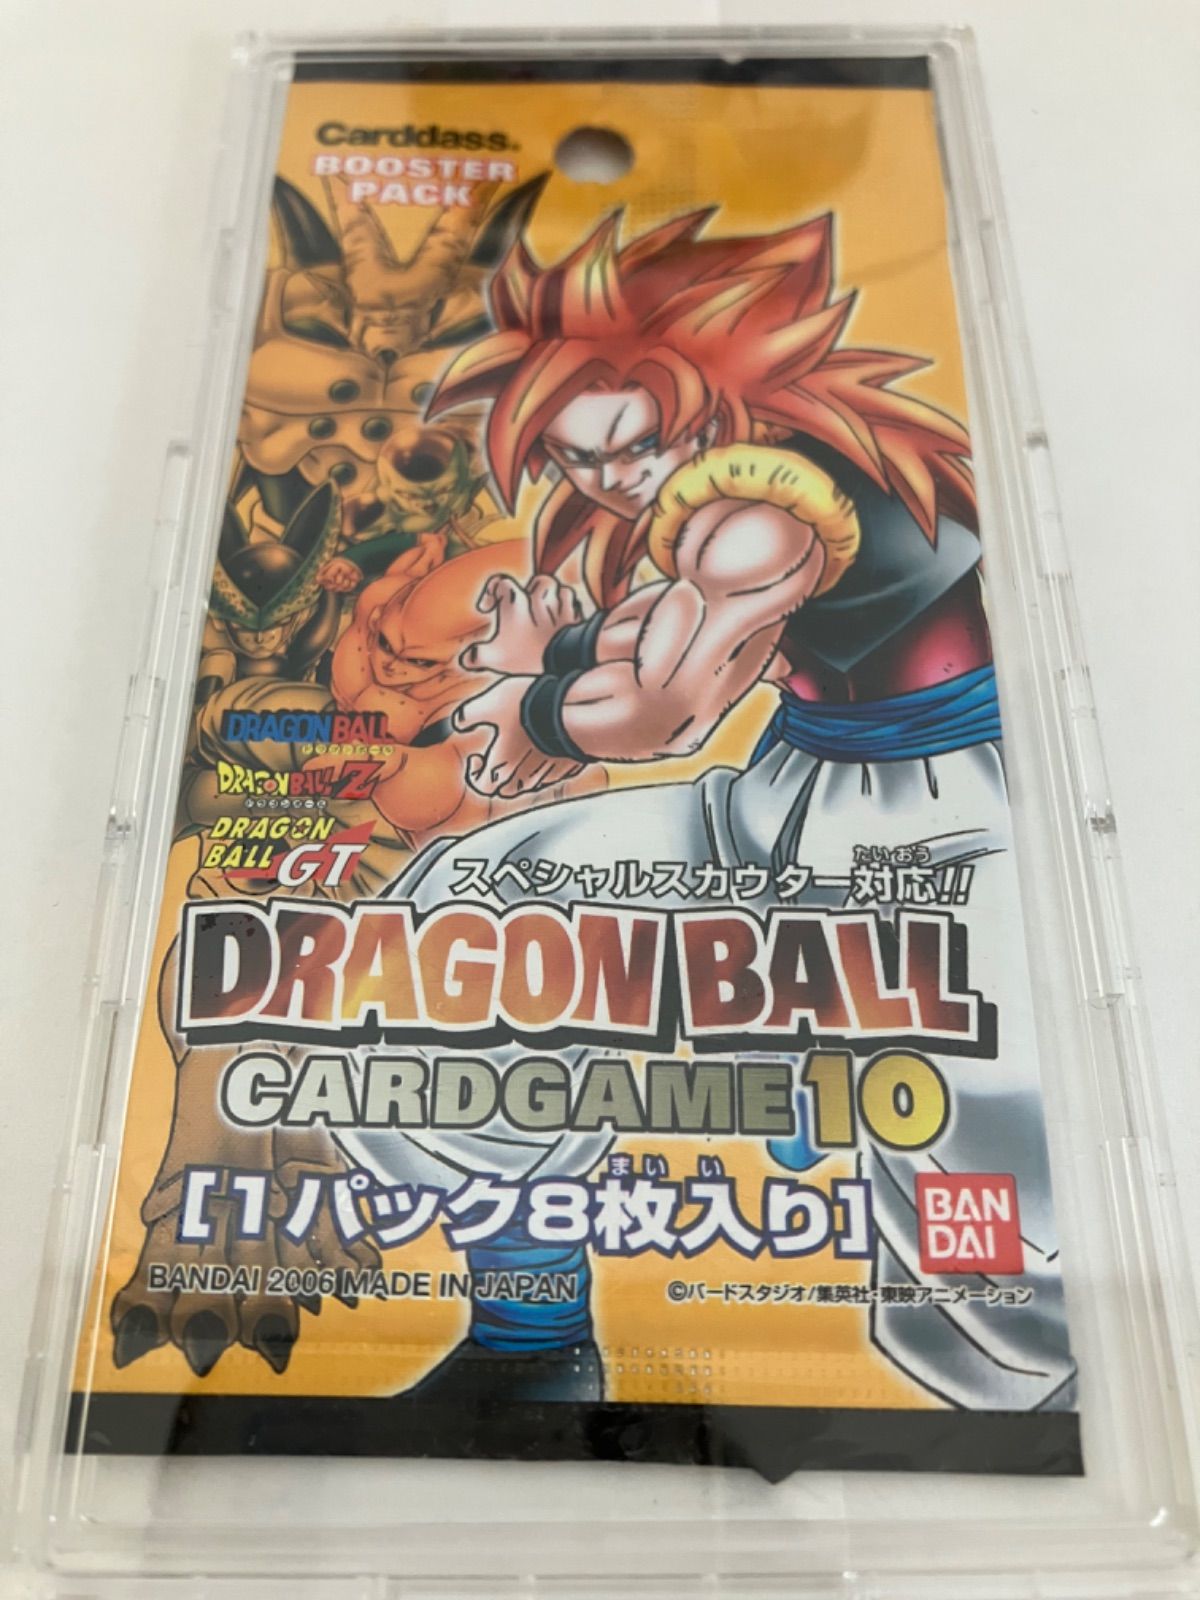 Carddass®
BOOSTER
PACK
DRAGON BALL
ドラゴンボール
DRAGON BALL Z
ドラゴンボール
DRAGON
BALL GT
たいおう
スペシャルスカウター対応!!
DRAGON BALL
CARDGAME 10
まいい
[1パック8枚入り]
BAN
DAI
BANDAI 2006 MADE IN JAPAN
©バードスタジオ/集英社・東映アニメーション